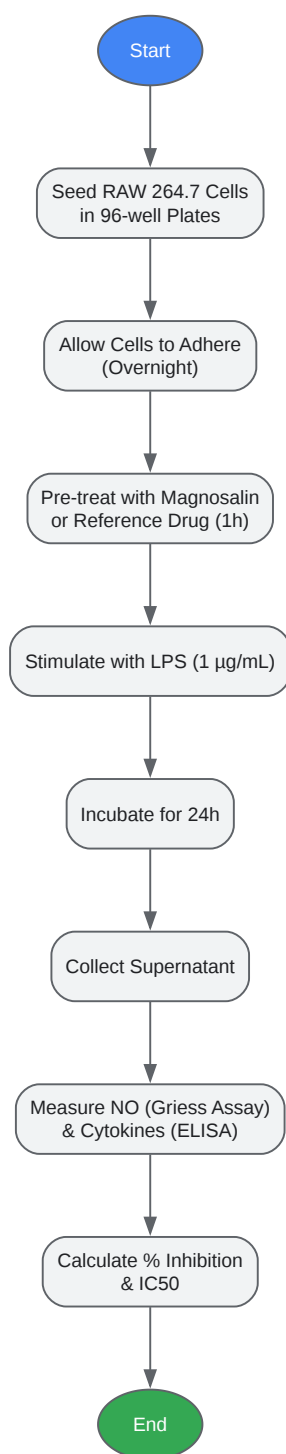 Start
Seed RAW 264.7 Cells
in 96-well Plates
Allow Cells to Adhere
(Overnight)
Pre-treat with Magnosalin
or Reference Drug (1h)
Stimulate with LPS (1 µg/mL)
Incubate for 24h
Collect Supernatant
Measure NO (Griess Assay)
& Cytokines (ELISA)
Calculate % Inhibition
& IC50
End